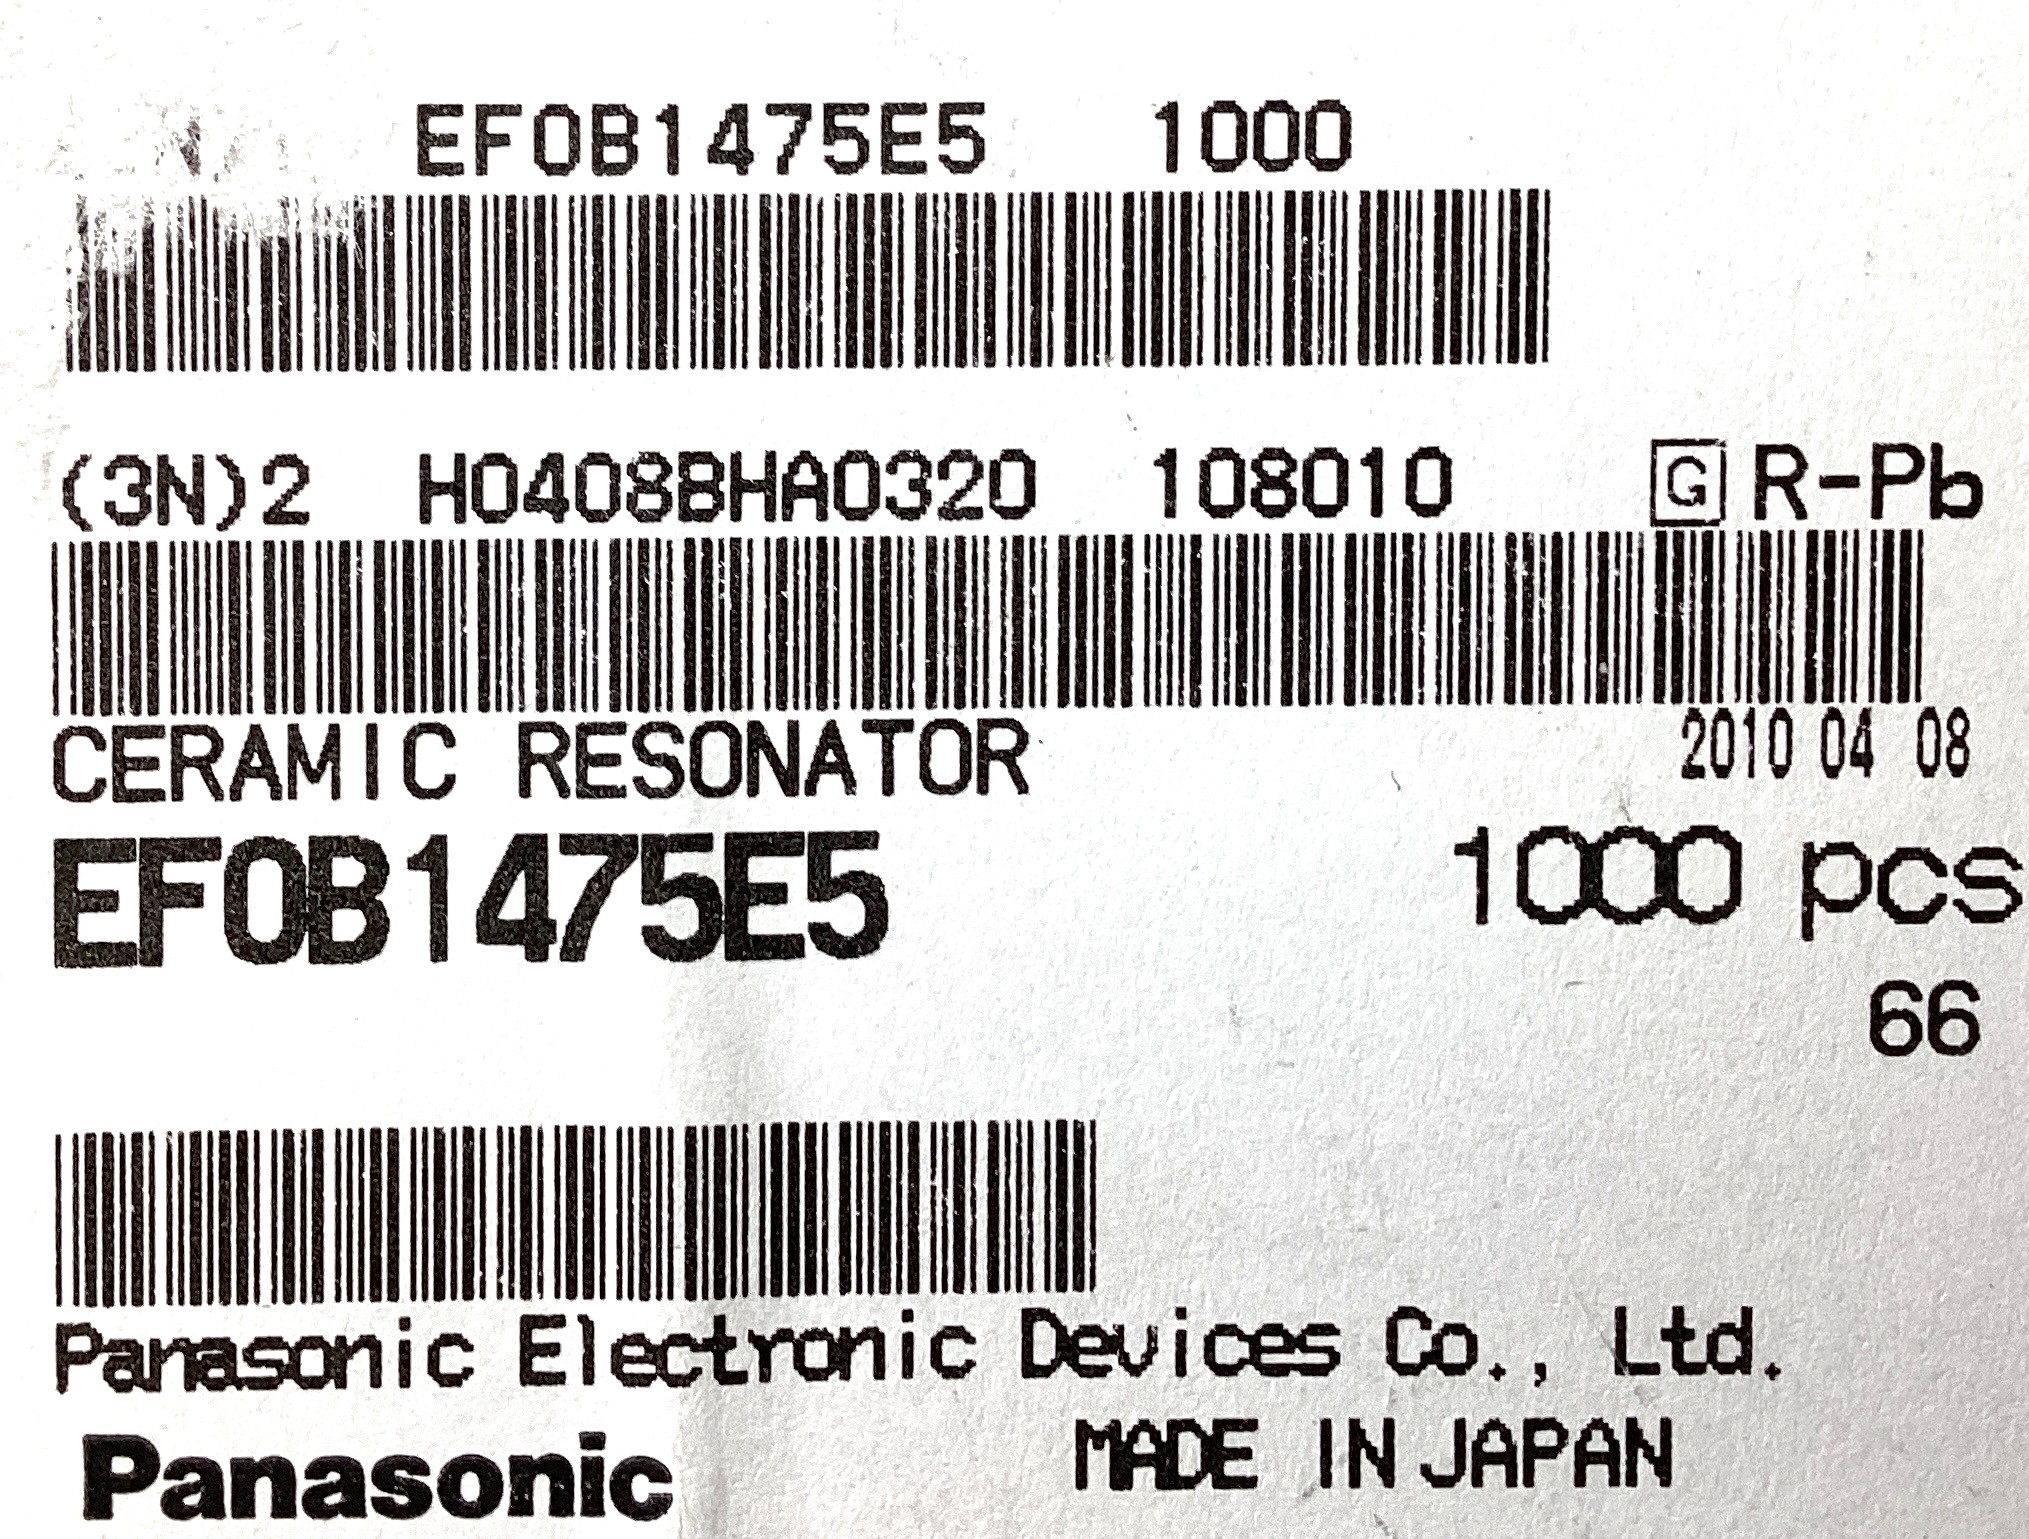 EFOB1475E5 1000
(3N)2 H0408BHA0320 108010 G R-Pb
CERAMIC RESONATOR 2010 04 08
EFOB1475E5 1000 pcs
66
Panasonic Electronic Devices Co., Ltd.
Panasonic MADE IN JAPAN